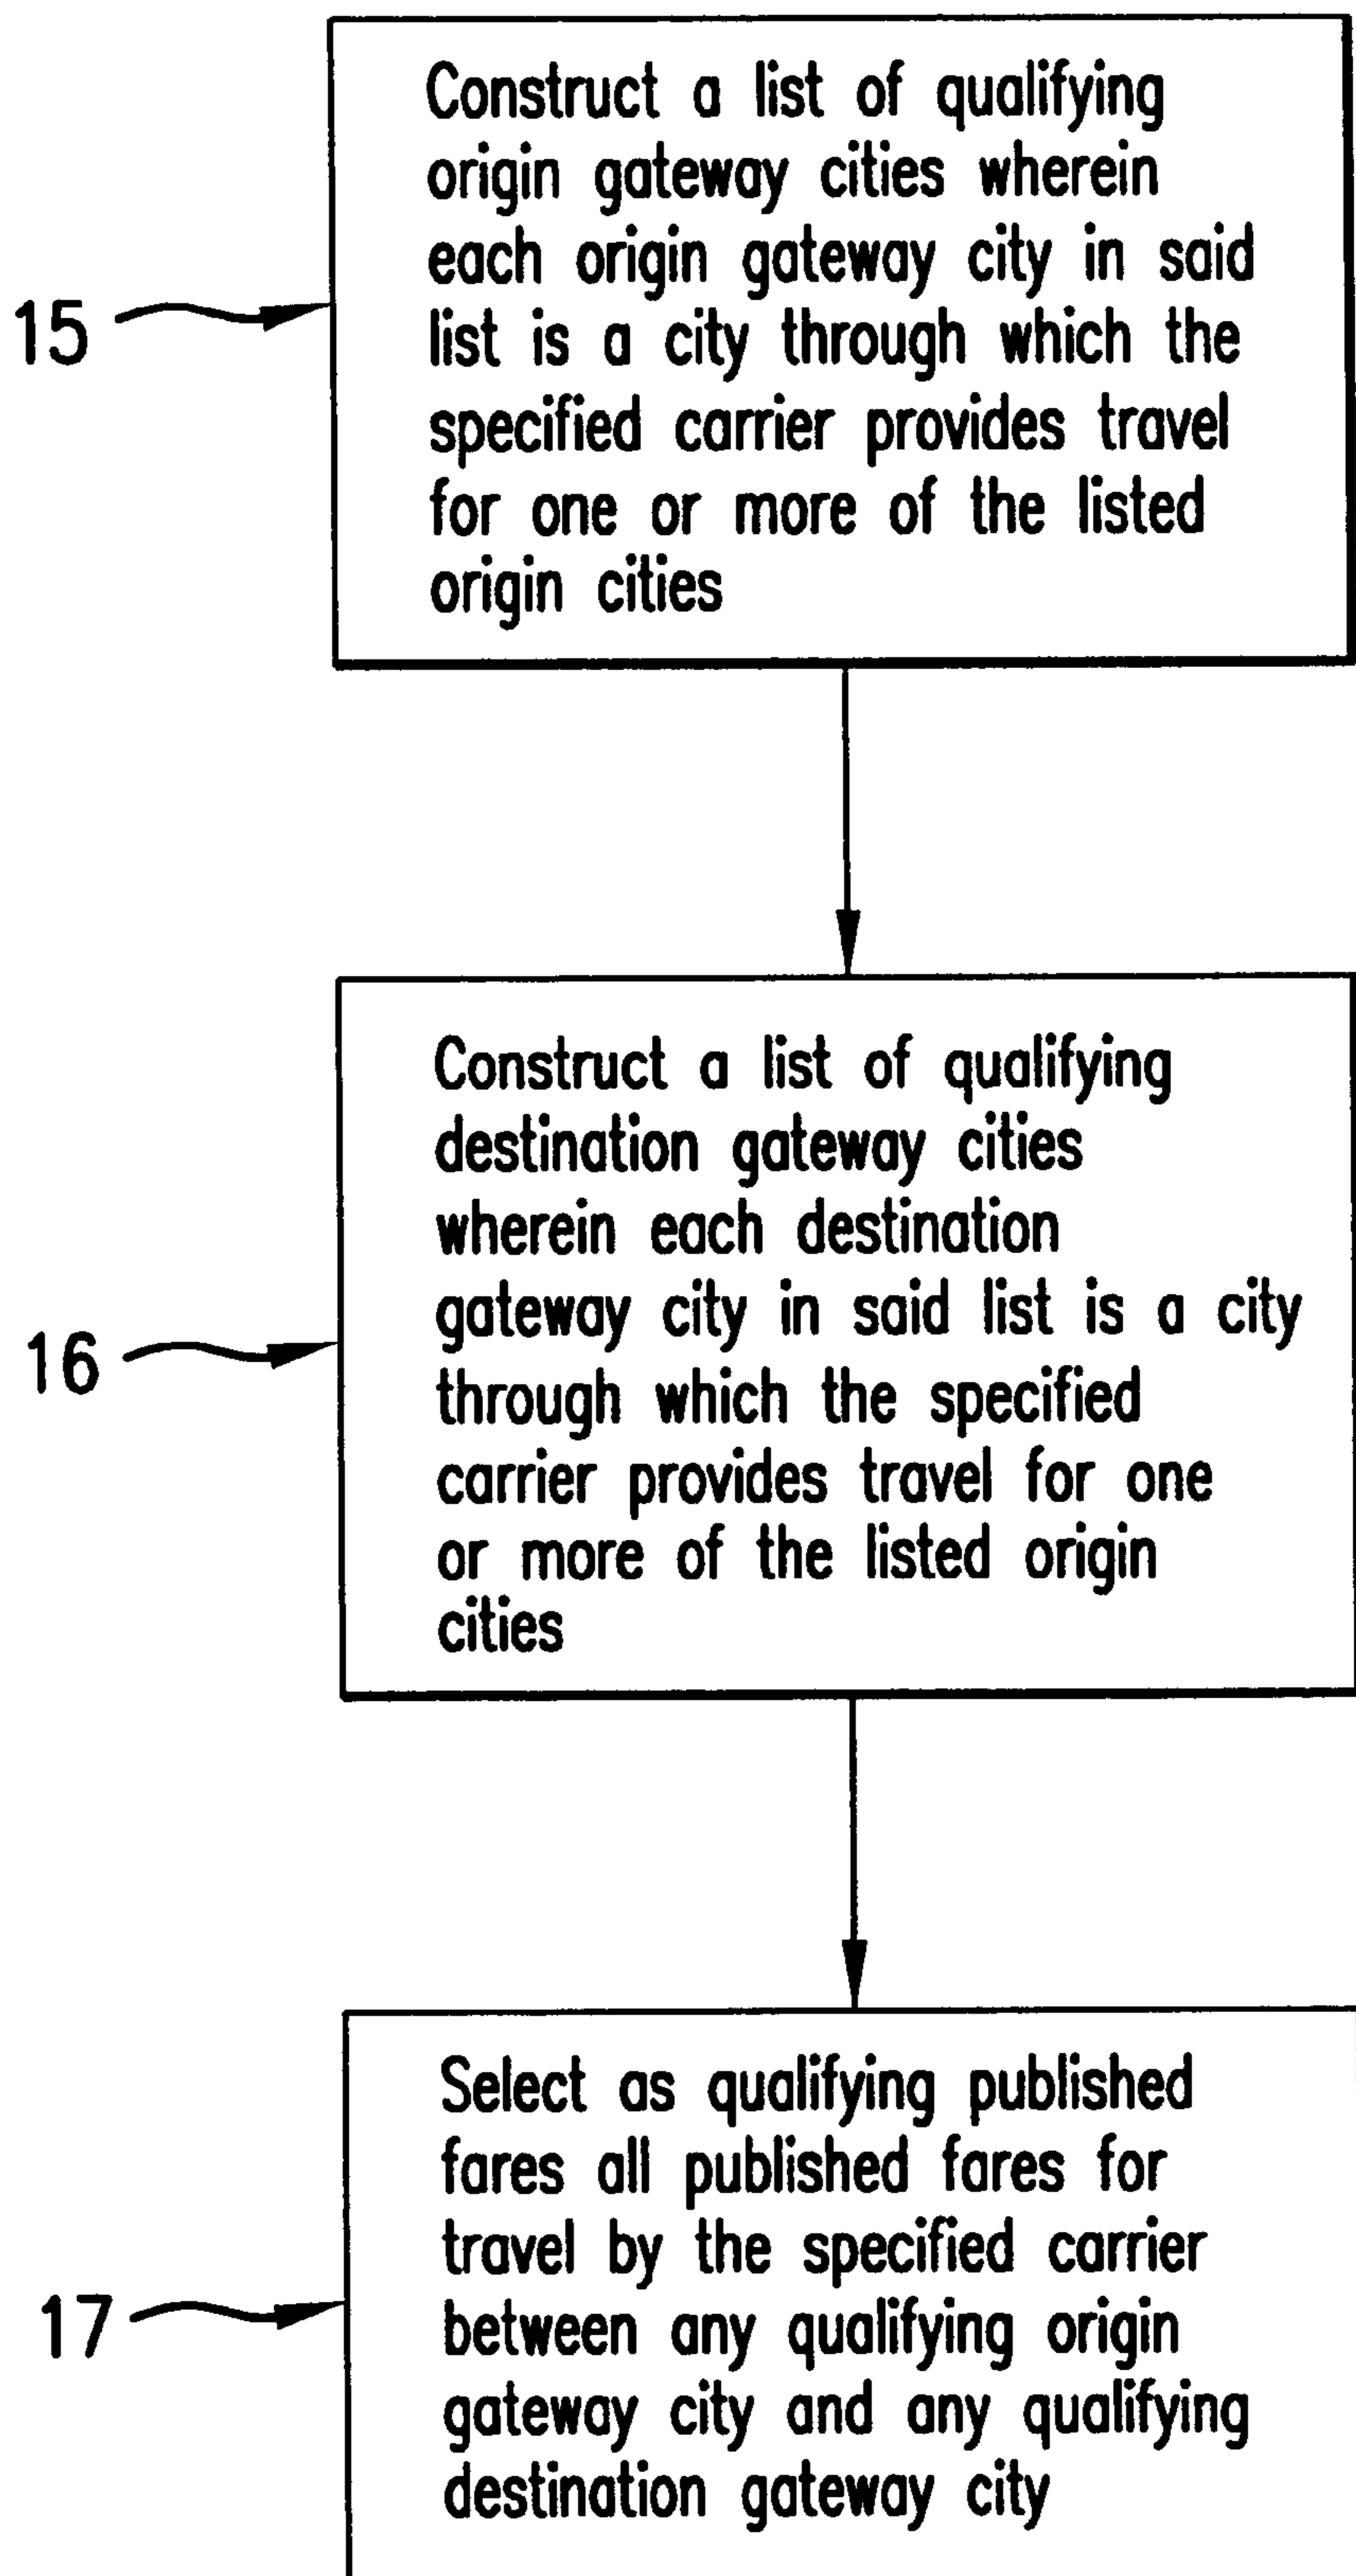 Construct a list of qualifying
origin gateway cities wherein
each origin gateway city in said
list is a city through which the
specified carrier provides travel
for one or more of the listed
origin cities
15
Construct a list of qualifying
destination gateway cities
wherein each destination
gateway city in said list is a city
through which the specified
carrier provides travel for one
or more of the listed origin
cities
16
Select as qualifying published
fares all published fares for
travel by the specified carrier
between any qualifying origin
gateway city and any qualifying
destination gateway city
17